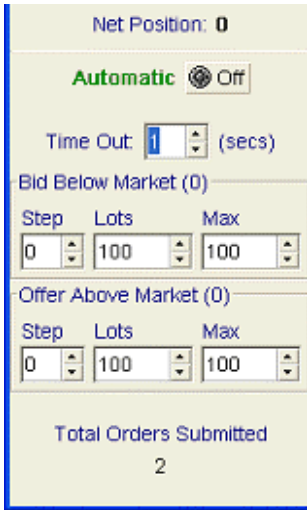 Net Position: 0
Automatic Off
Time Out: 1 (secs)
Bid Below Market (0)
Step Lots Max
0 100 100
Offer Above Market (0)
Step Lots Max
0 100 100
Total Orders Submitted
2